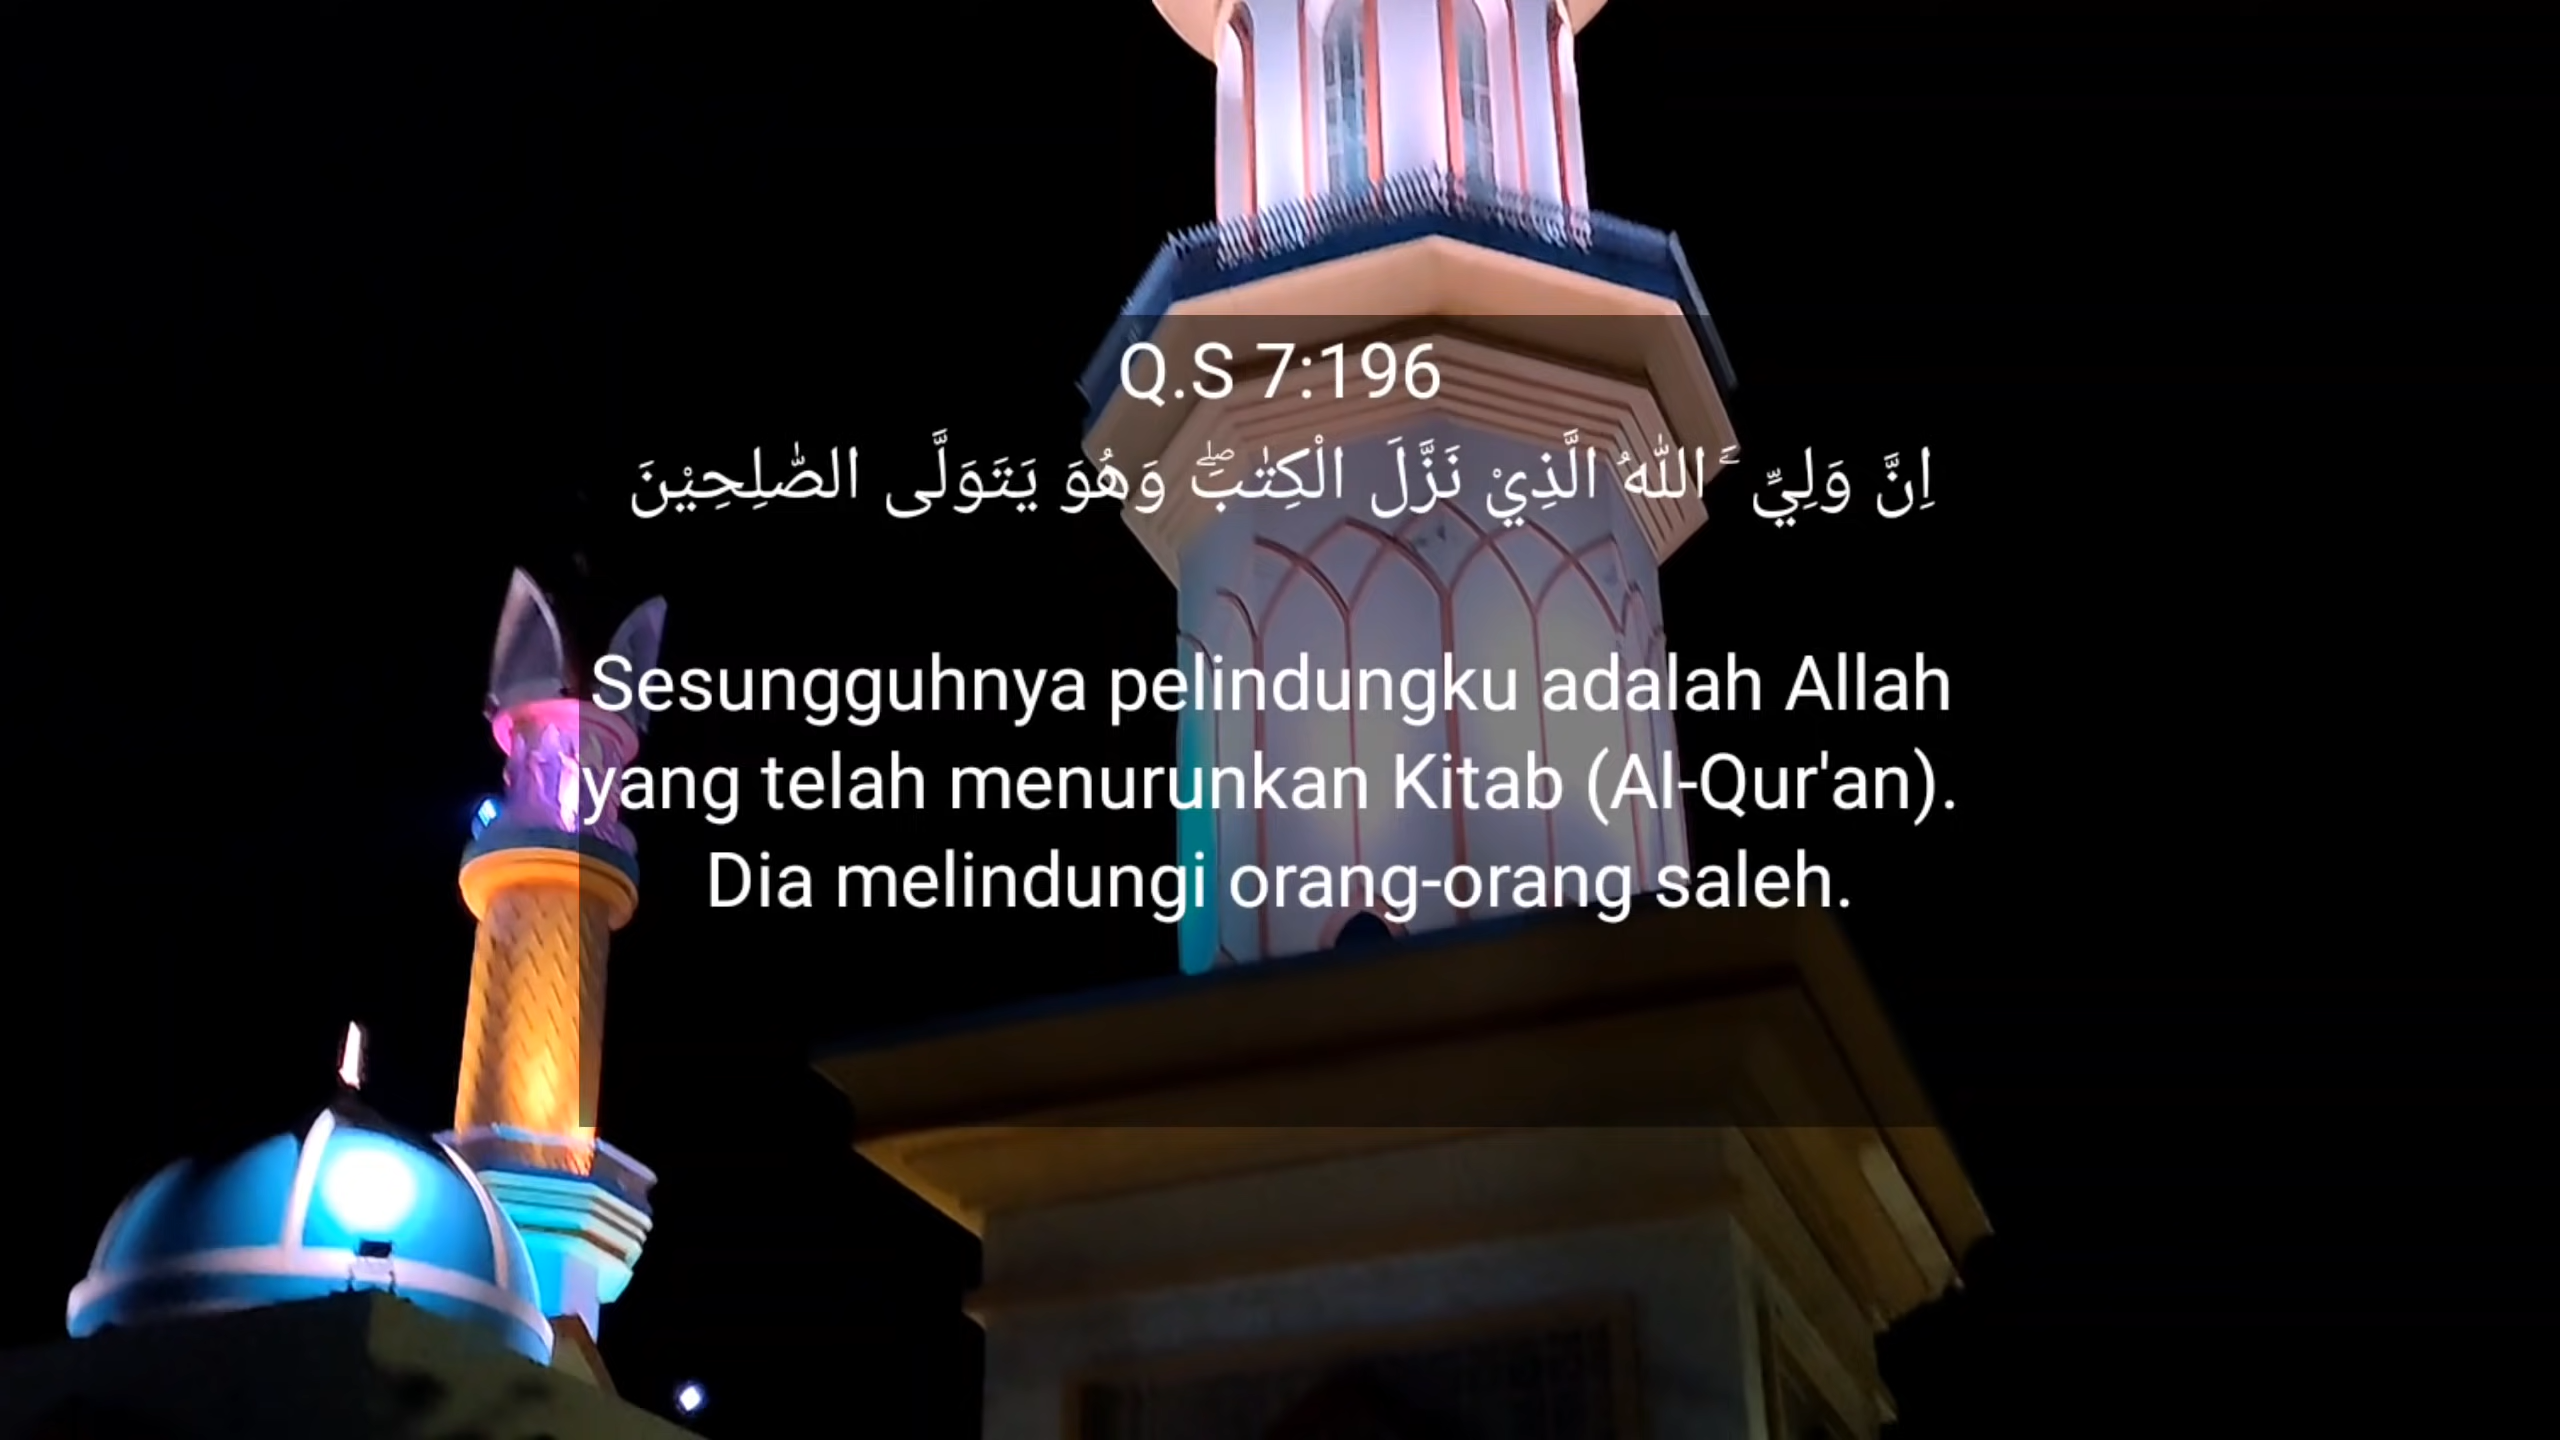 Q.S 7:196
اِنَّ وَلِيِّ َۧ اللّٰهُ الَّذِيْ نَزَّلَ الْكِتٰبَۖ وَهُوَ يَتَوَلَّى الصّٰلِحِيْنَ
Sesungguhnya pelindungku adalah Allah
yang telah menurunkan Kitab (Al-Qur'an).
Dia melindungi orang-orang saleh.